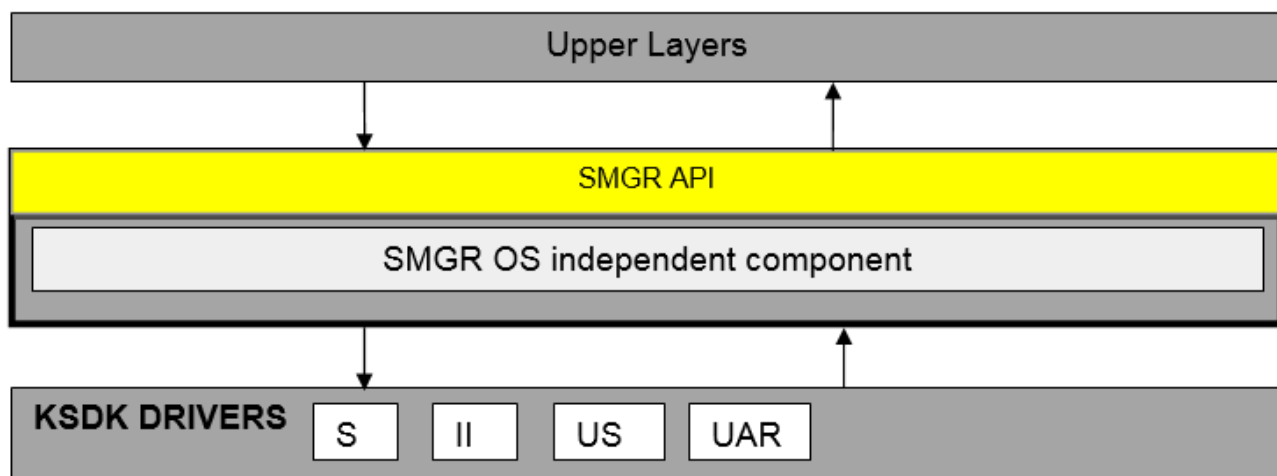 Upper Layers
SMGR API
SMGR OS independent component
KSDK DRIVERS S II US UAR